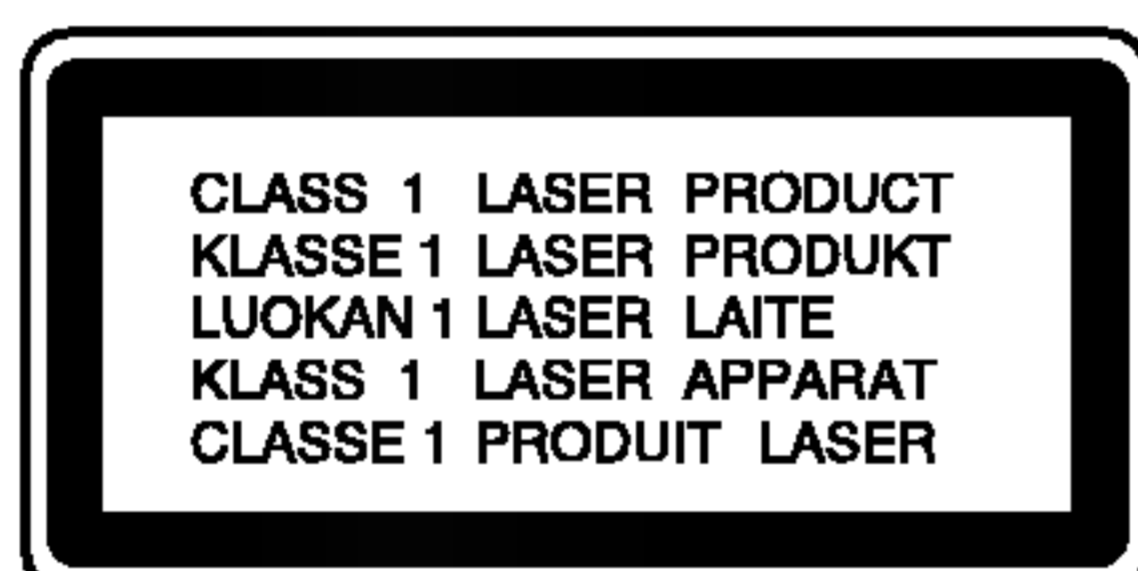 CLASS 1 LASER PRODUCT
KLASSE 1 LASER PRODUKT
LUOKAN 1 LASER LAITE
KLASS 1 LASER APPARAT
CLASSE 1 PRODUIT LASER